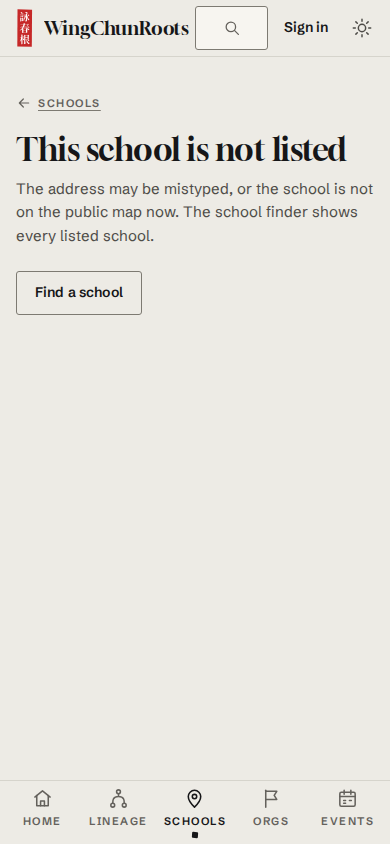 詠春根
WingChunRoots
Sign in
SCHOOLS
This school is not listed
The address may be mistyped, or the school is not
on the public map now. The school finder shows
every listed school.
Find a school
HOME
LINEAGE
SCHOOLS
ORGS
EVENTS